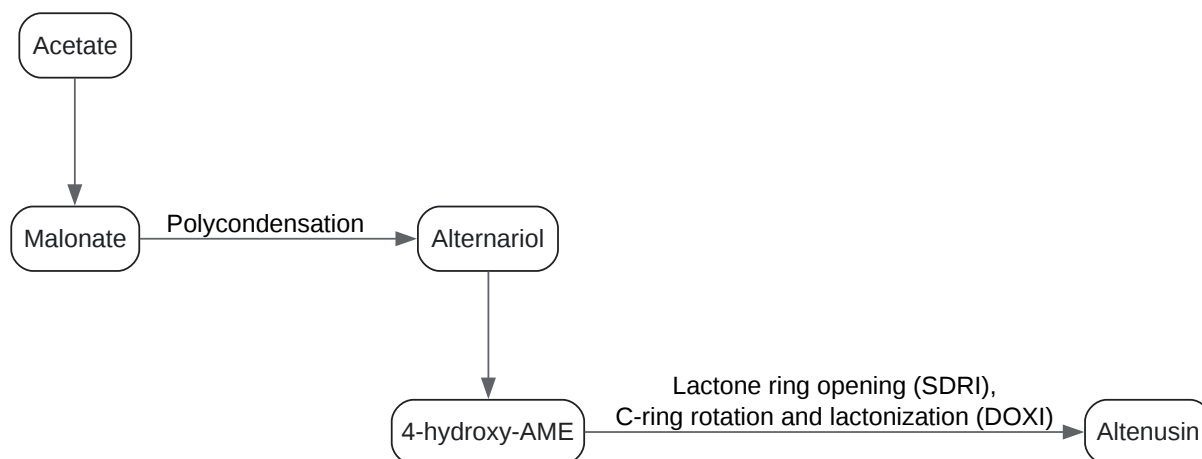 Acetate
Malonate
Polycondensation
Alternariol
4-hydroxy-AME
Lactone ring opening (SDRI),
C-ring rotation and lactonization (DOXI)
Altenusin